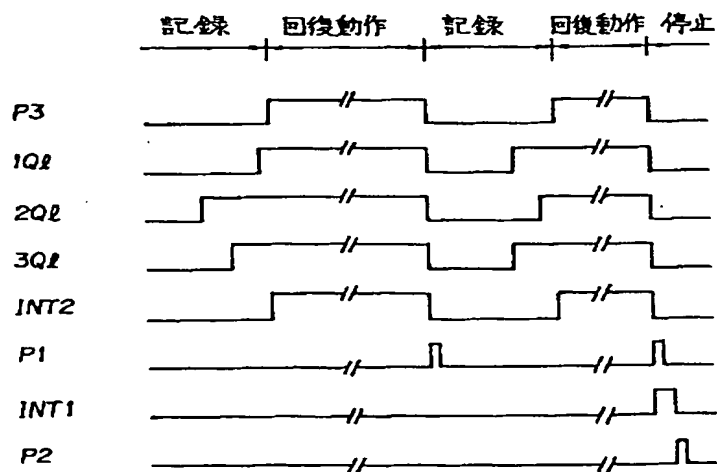 記録 回復動作 記録 回復動作 停止
P3
1Ql
2Ql
3Ql
INT2
P1
INT1
P2